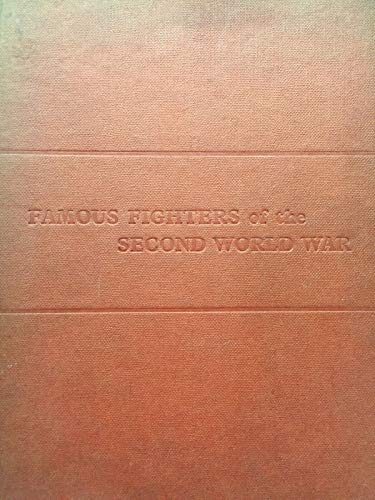 FAMOUS FIGHTERS of the
SECOND WORLD WAR